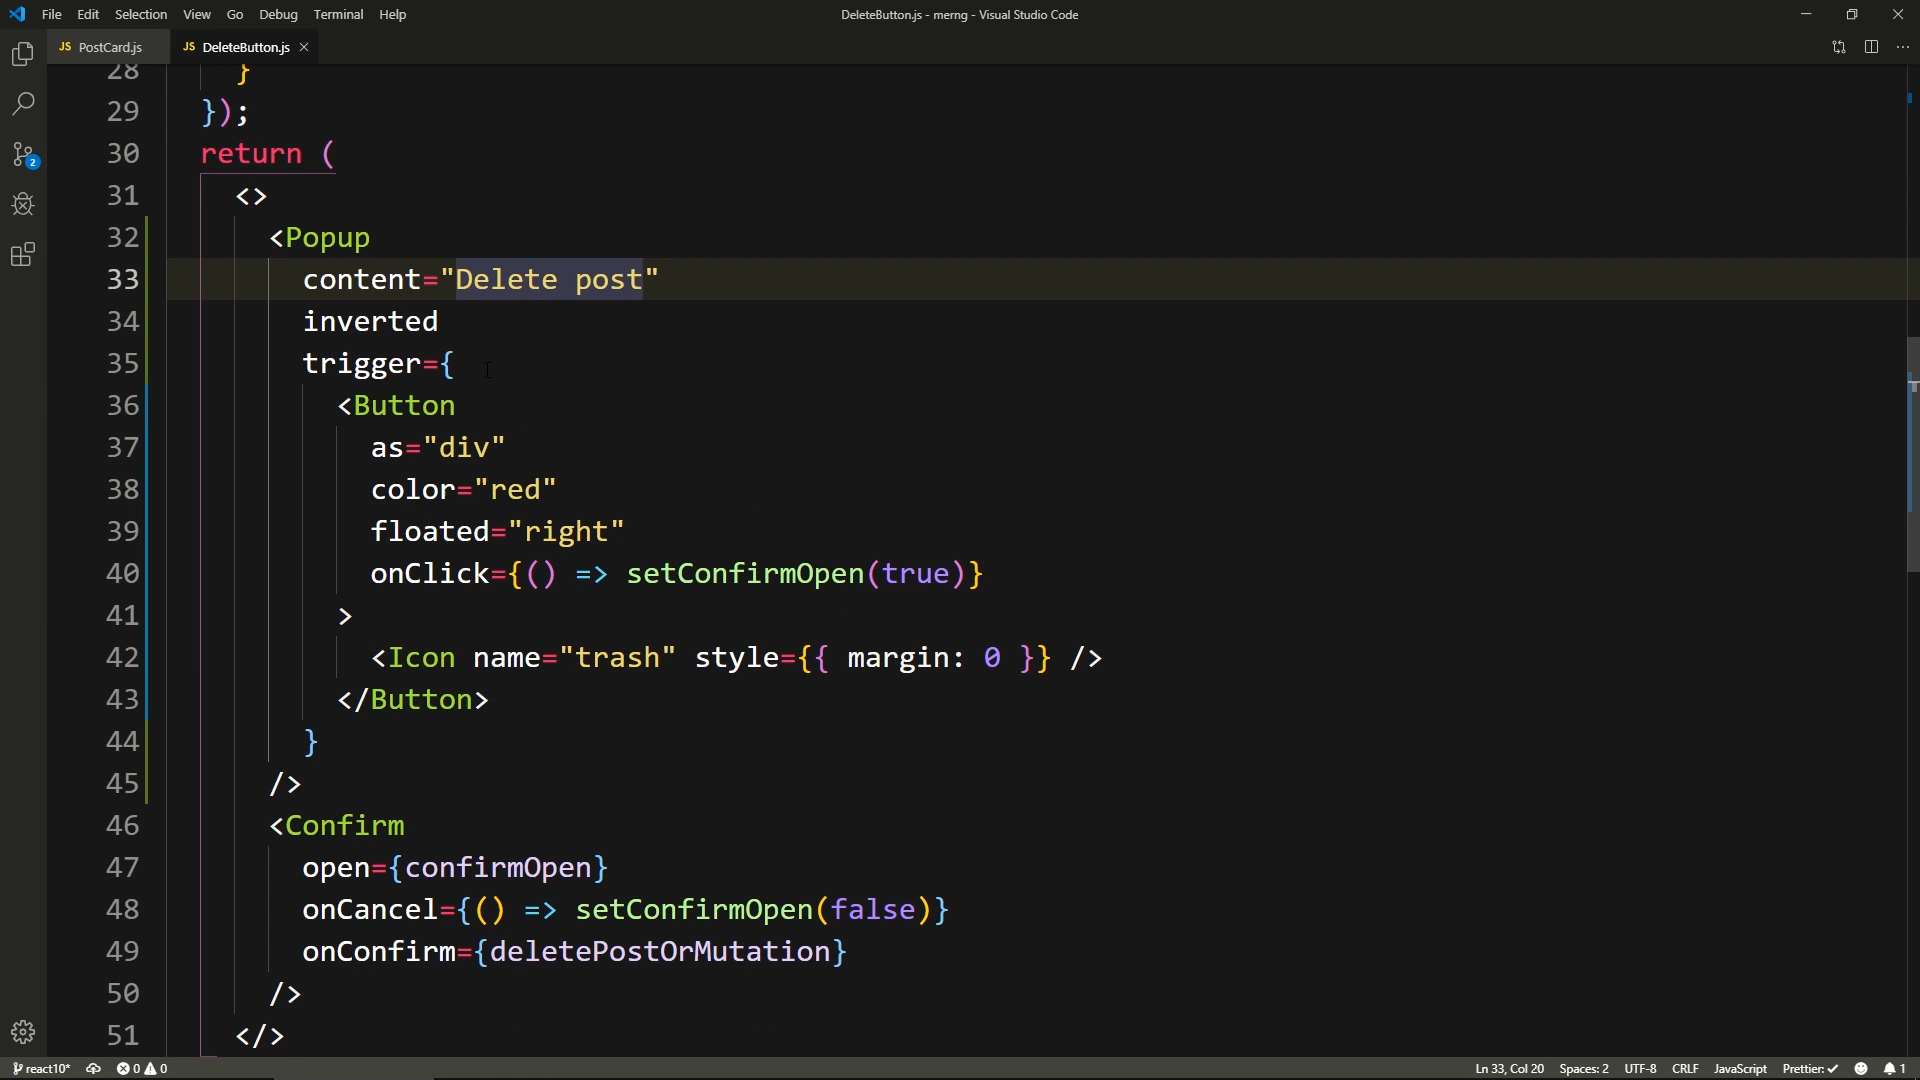 File Edit Selection View Go Debug Terminal Help
DeleteButton.js - merng - Visual Studio Code
JS PostCard.js JS DeleteButton.js
28 }
29 });
30 return (
31 <>
32 <Popup
33 content="Delete post"
34 inverted
35 trigger={
36 <Button
37 as="div"
38 color="red"
39 floated="right"
40 onClick={() => setConfirmOpen(true)}
41 >
42 <Icon name="trash" style={{ margin: 0 }} />
43 </Button>
44 }
45 />
46 <Confirm
47 open={confirmOpen}
48 onCancel={() => setConfirmOpen(false)}
49 onConfirm={deletePostOrMutation}
50 />
51 </>
2
react10* 0 0 Ln 33, Col 20 Spaces: 2 UTF-8 CRLF JavaScript Prettier: ✓ 1